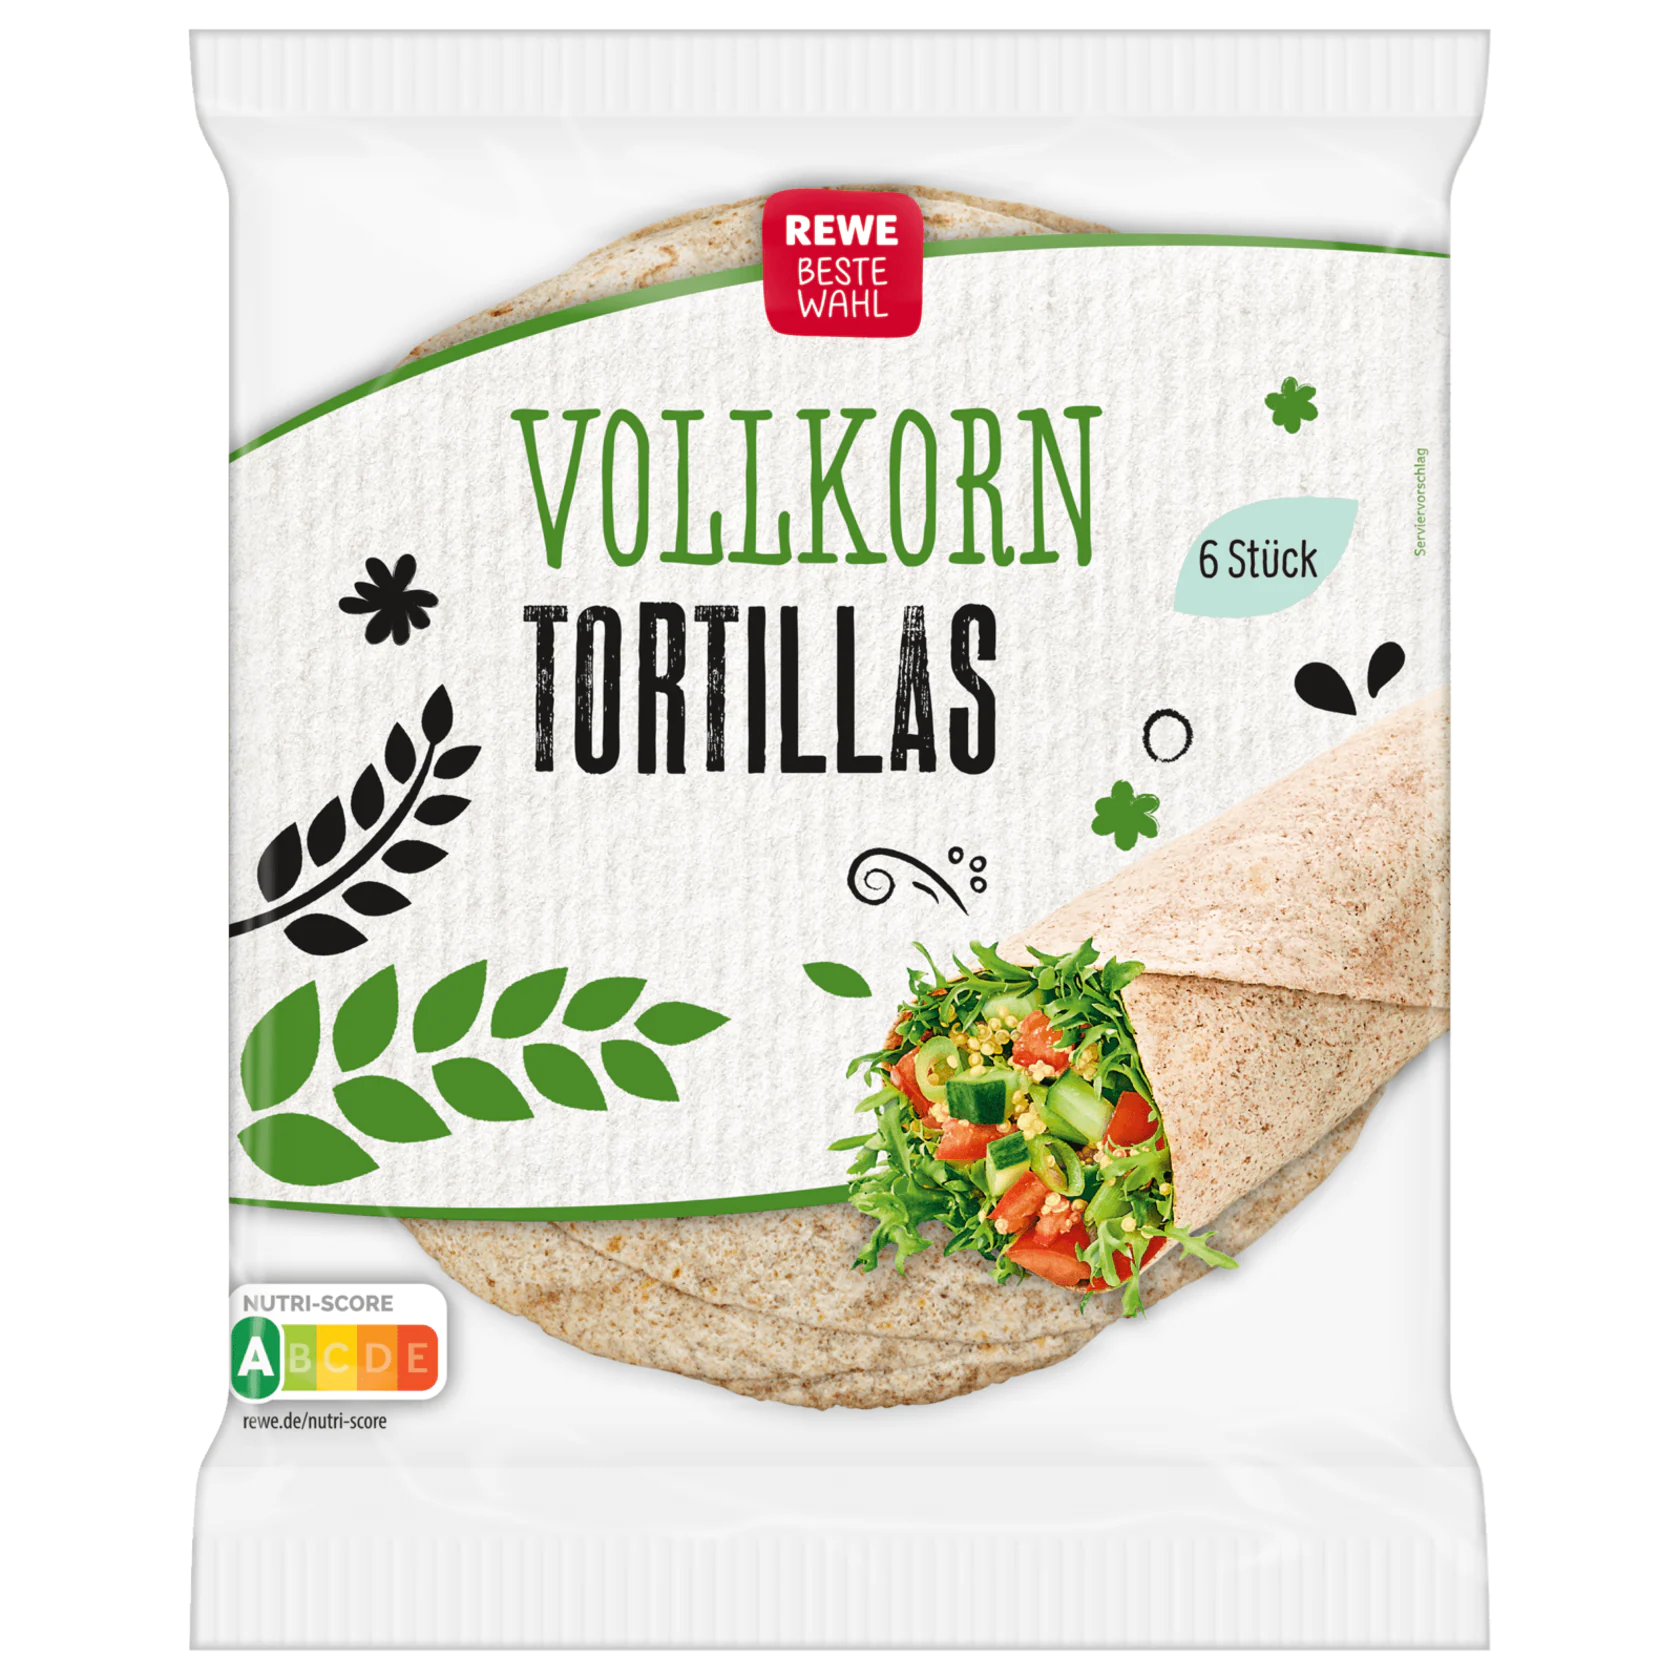 REWE
BESTE
WAHL
VOLLKORN
TORTILLAS
6 Stück
Serviervorschlag
NUTRI-SCORE
A B C D E
rewe.de/nutri-score